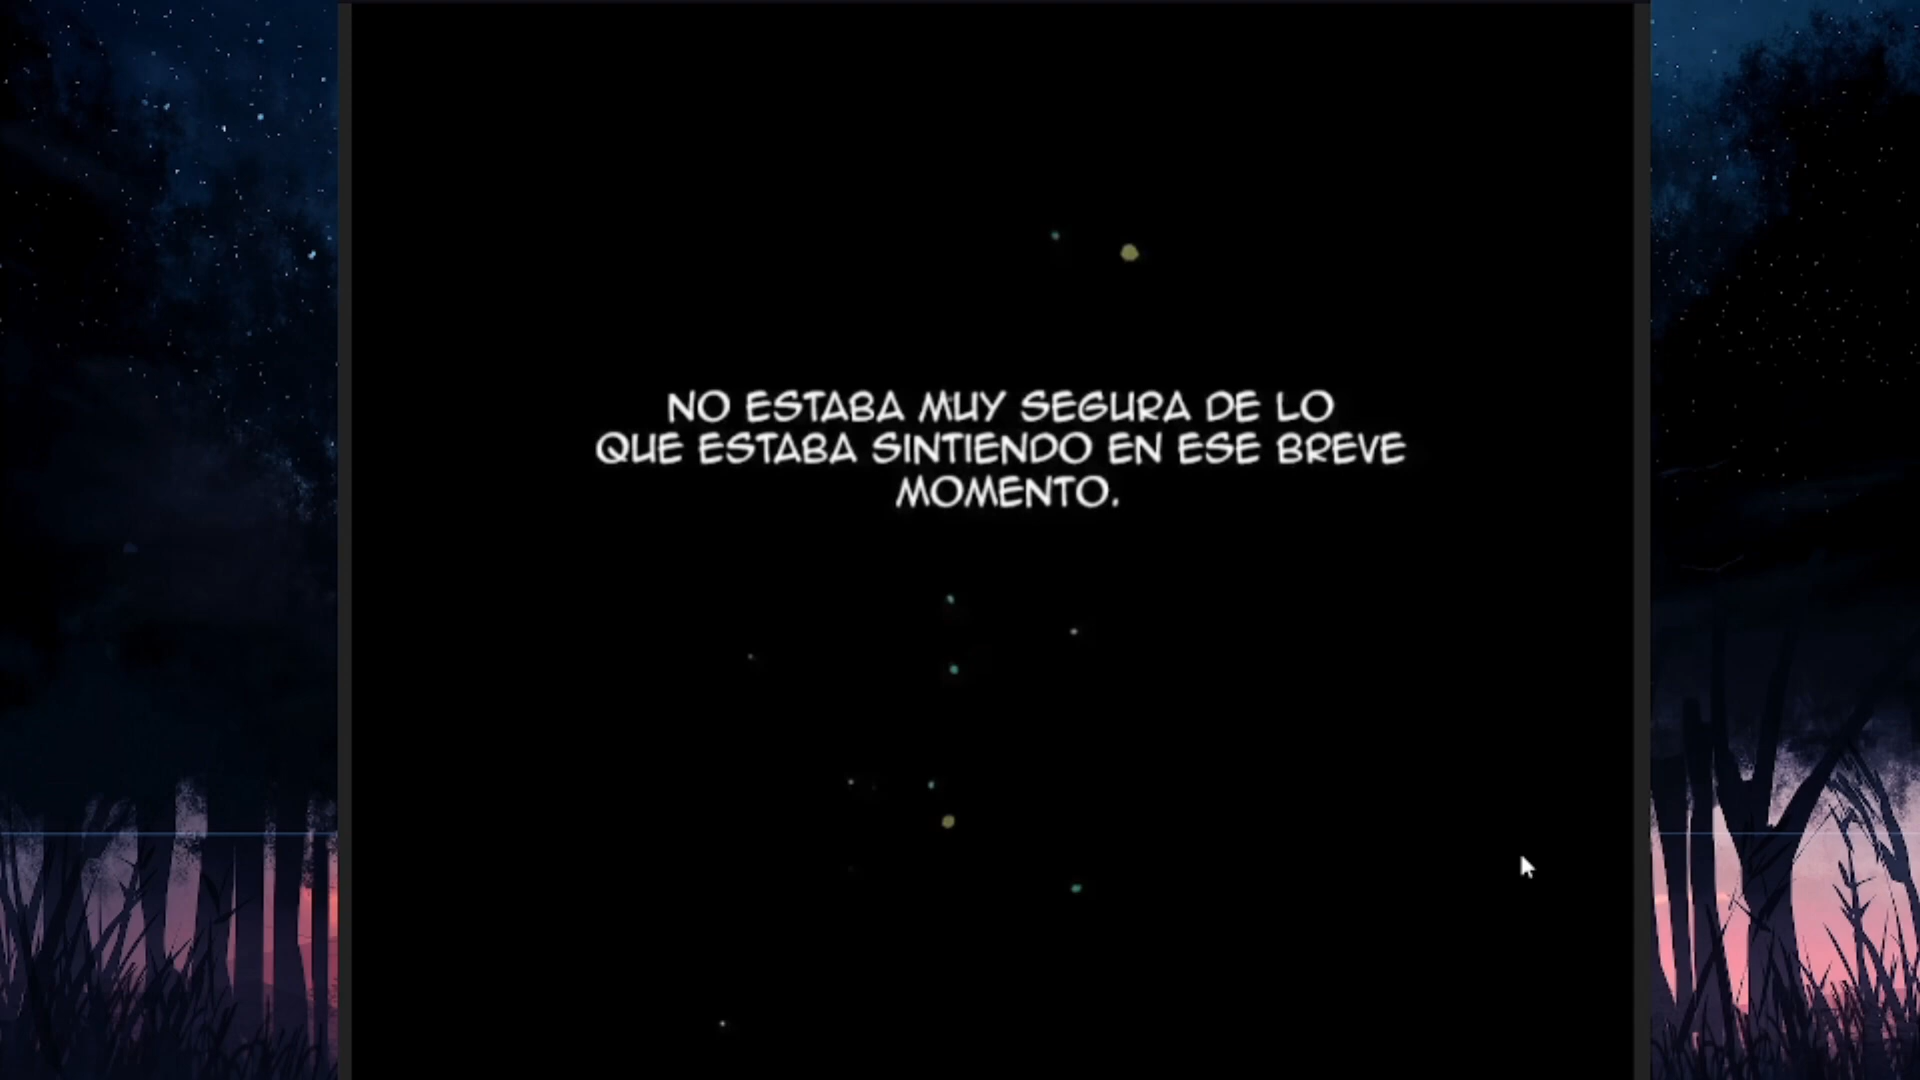 NO ESTABA MUY SEGURA DE LO
QUE ESTABA SINTIENDO EN ESE BREVE
MOMENTO.